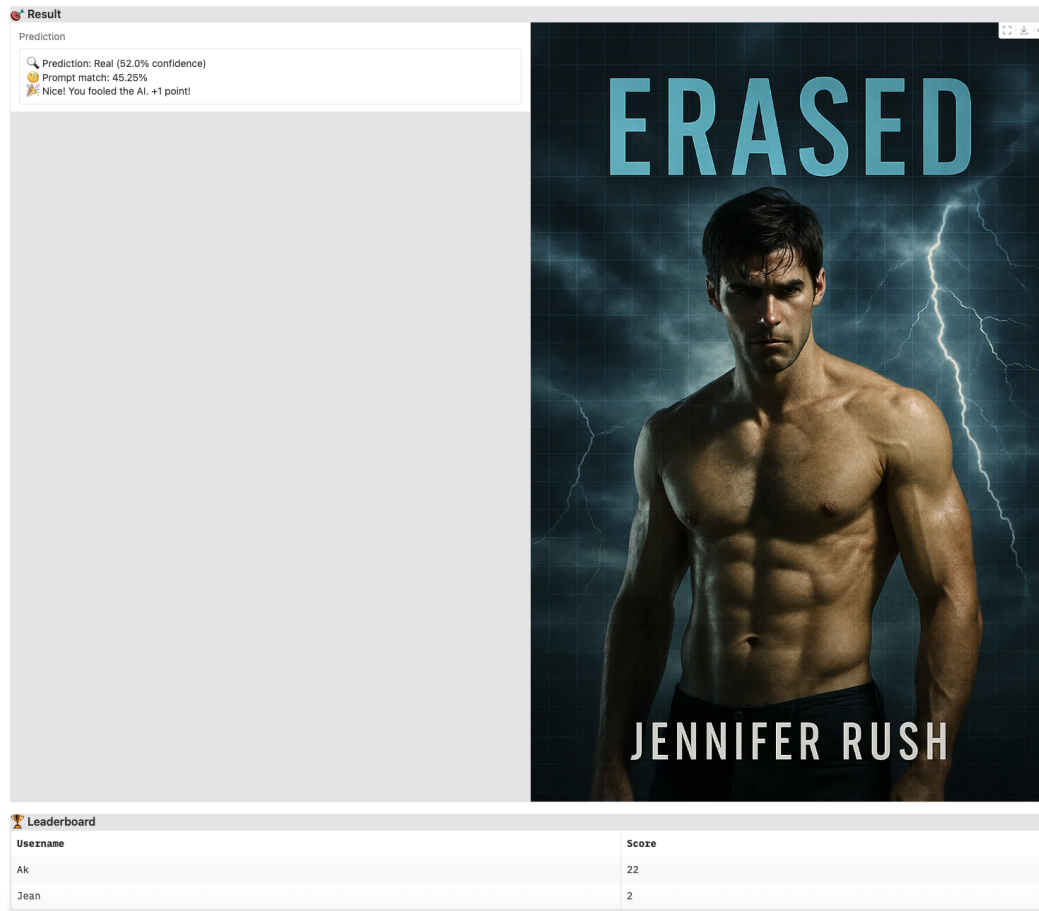 🎯 Result
Prediction
🔍 Prediction: Real (52.0% confidence)
🧐 Prompt match: 45.25%
🎉 Nice! You fooled the AI. +1 point!
ERASED
JENNIFER RUSH
🏆 Leaderboard
Username Score
Ak 22
Jean 2